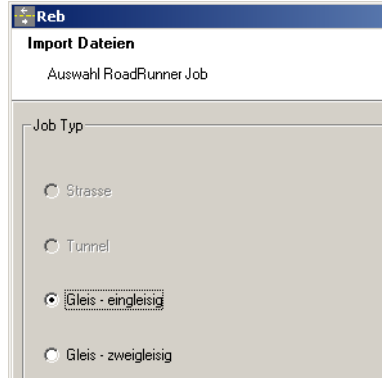 Reb
Import Dateien
Auswahl RoadRunner Job
Job Typ
Strasse
Tunnel
Gleis - eingleisig
Gleis - zweigleisig